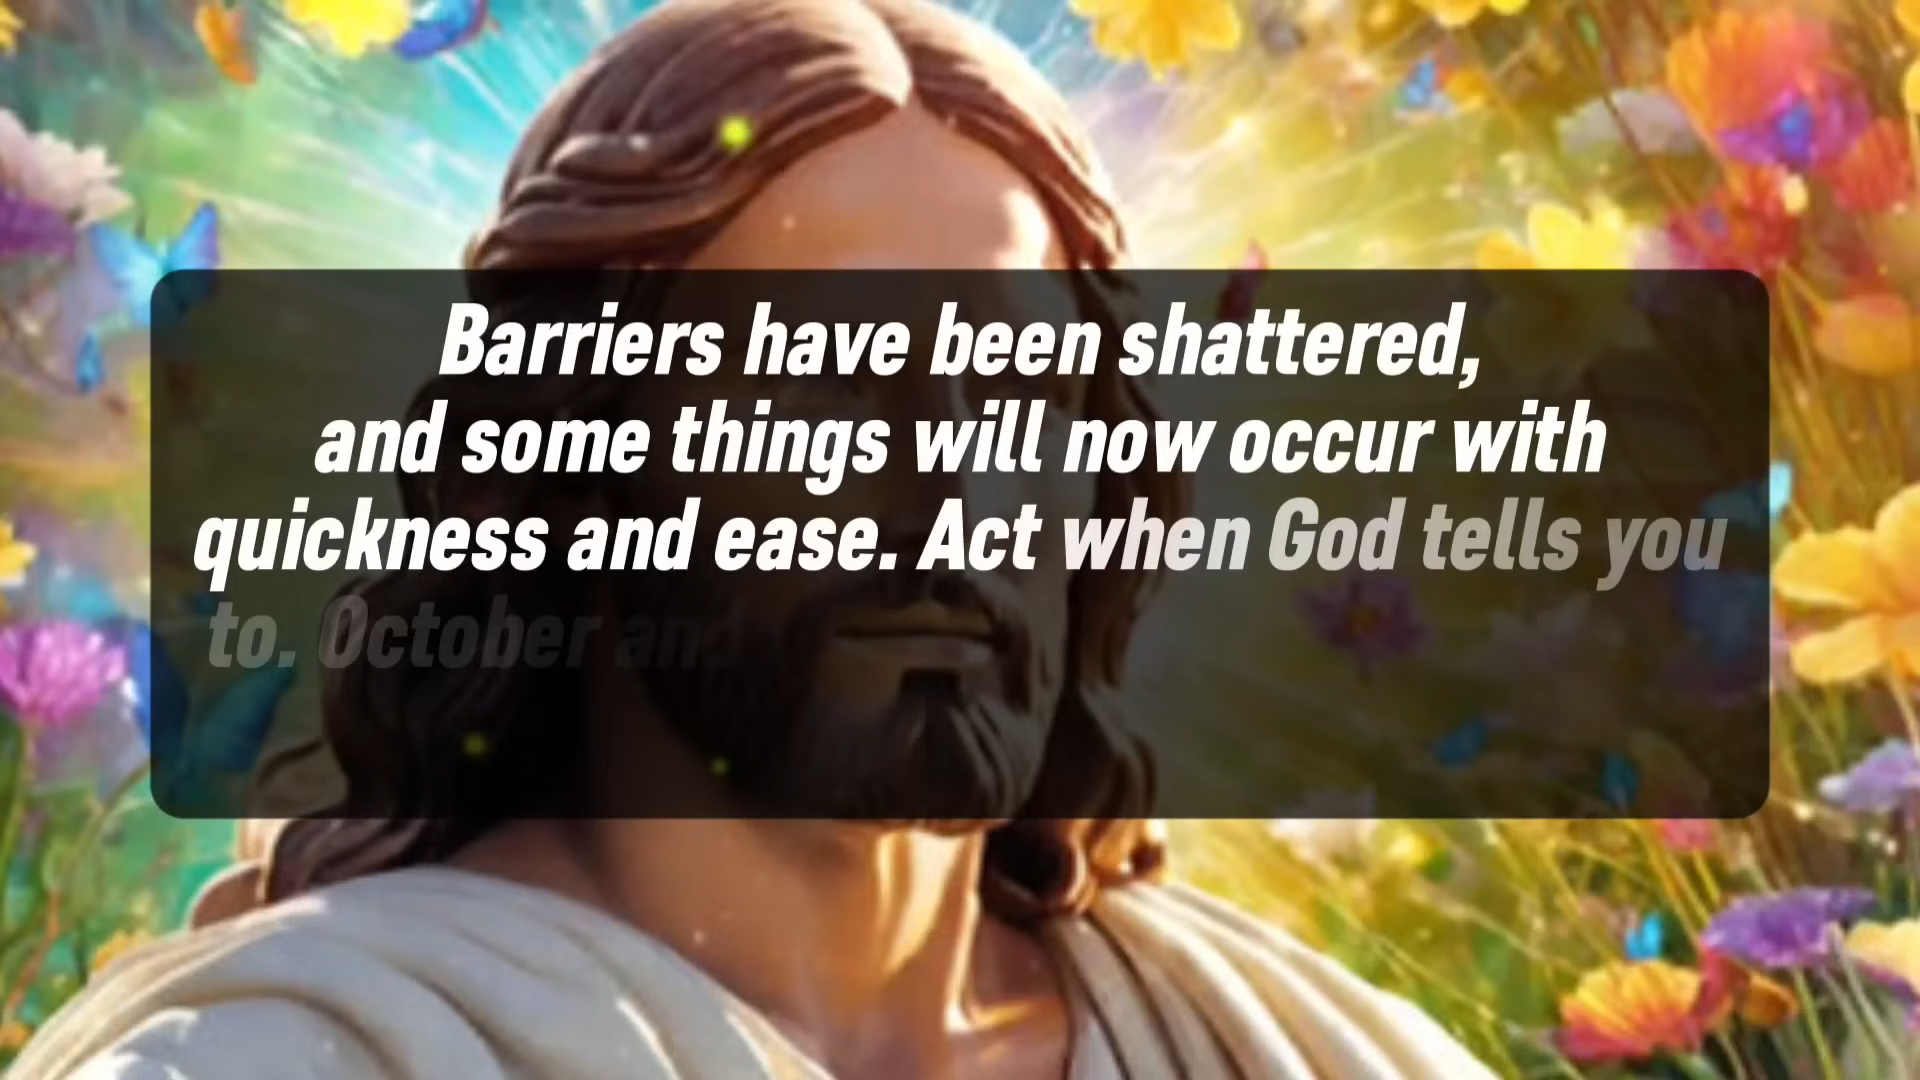 Barriers have been shattered,
and some things will now occur with
quickness and ease. Act when God tells you
to. October and